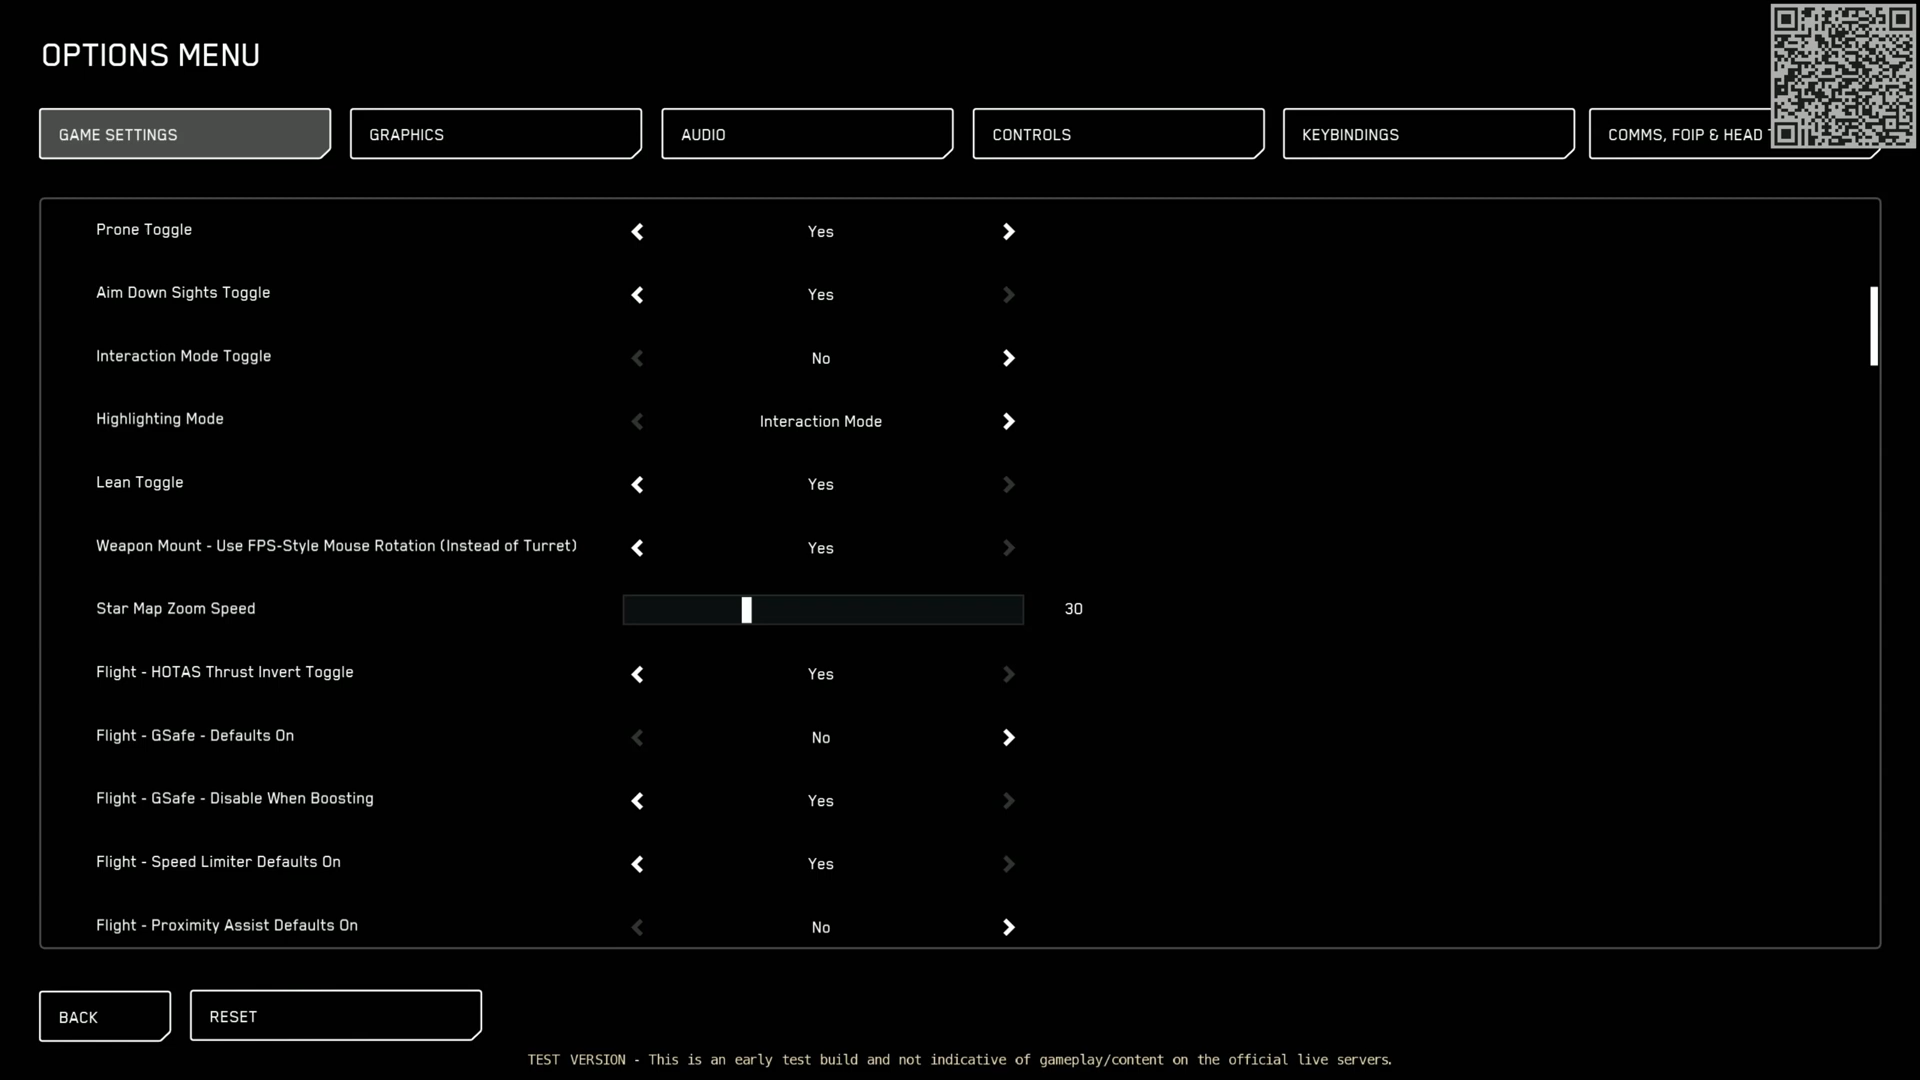 OPTIONS MENU
GAME SETTINGS
GRAPHICS
AUDIO
CONTROLS
KEYBINDINGS
COMMS, FOIP & HEAD
Prone Toggle
Yes
Aim Down Sights Toggle
Yes
Interaction Mode Toggle
No
Highlighting Mode
Interaction Mode
Lean Toggle
Yes
Weapon Mount - Use FPS-Style Mouse Rotation (Instead of Turret)
Yes
Star Map Zoom Speed
30
Flight - HOTAS Thrust Invert Toggle
Yes
Flight - GSafe - Defaults On
No
Flight - GSafe - Disable When Boosting
Yes
Flight - Speed Limiter Defaults On
Yes
Flight - Proximity Assist Defaults On
No
BACK
RESET
TEST VERSION - This is an early test build and not indicative of gameplay/content on the official live servers.